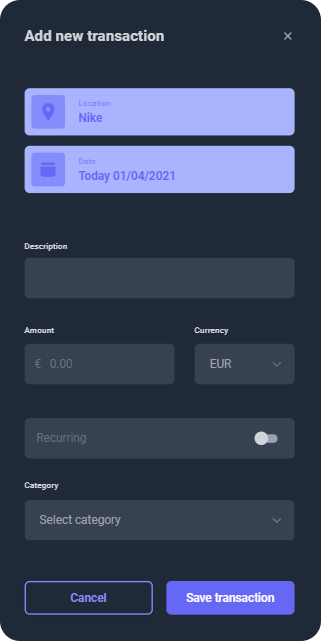 Add new transaction
Location
Nike
Date
Today 01/04/2021
Description
Amount
Currency
€ 0.00
EUR
Recurring
Category
Select category
Cancel
Save transaction